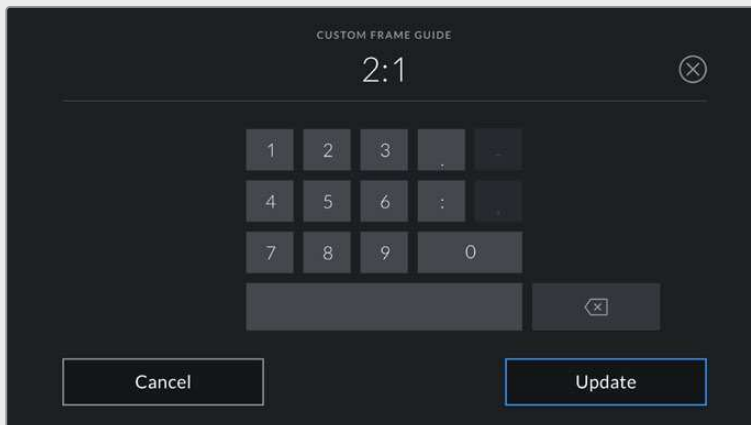 CUSTOM FRAME GUIDE
2:1
1 2 3 . -
4 5 6 : ,
7 8 9 0
Cancel Update